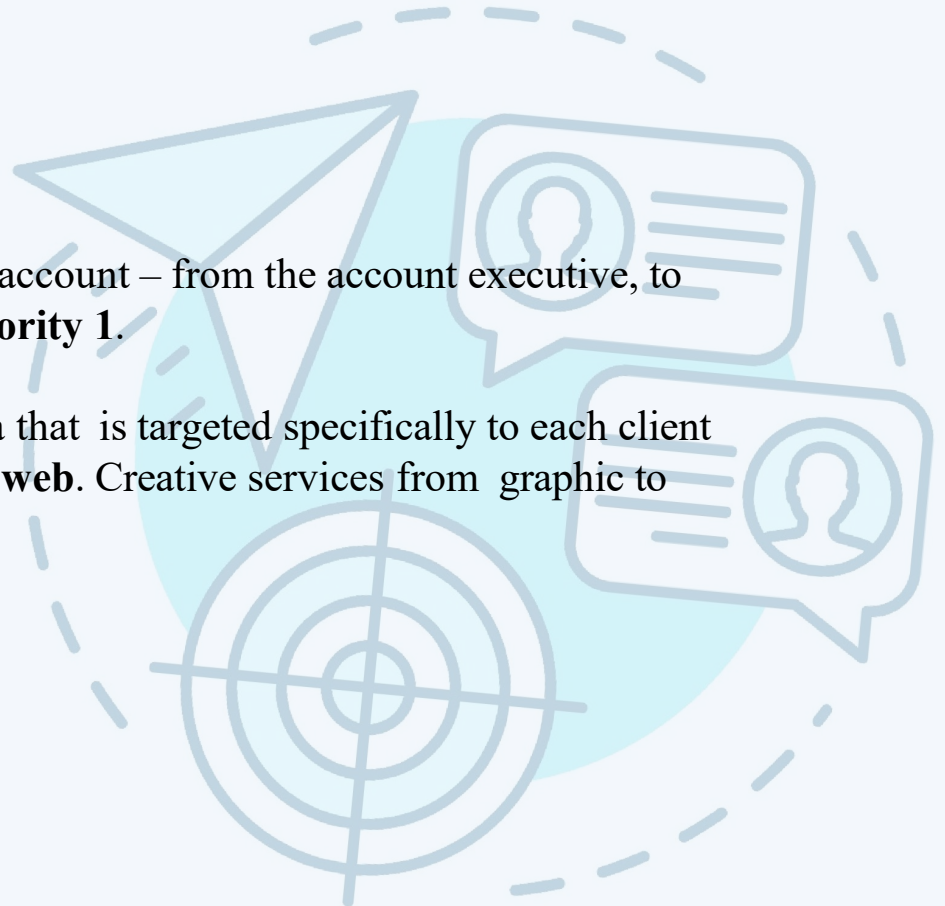 account – from the account executive, to
ority 1.
that is targeted specifically to each client
web. Creative services from graphic to